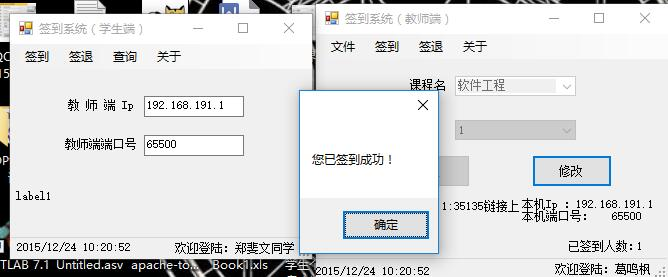 签到系统（学生端）
签到 签退 查询 关于
教 师 端 Ip 192.168.191.1
教师端端口号 65500
label1
2015/12/24 10:20:52 欢迎登陆：郑斐文同学
签到系统（教师端）
文件 签到 签退 关于
课程名 软件工程
1
修改
1:35135链接上
本机Ip ：192.168.191.1
本机端口号： 65500
已签到人数：1
2015/12/24 10:20:52 欢迎登陆：葛鸣枫
您已签到成功！
确定
TLAB 7.1 Untitled.asv apache-to... Book1.xls 学生